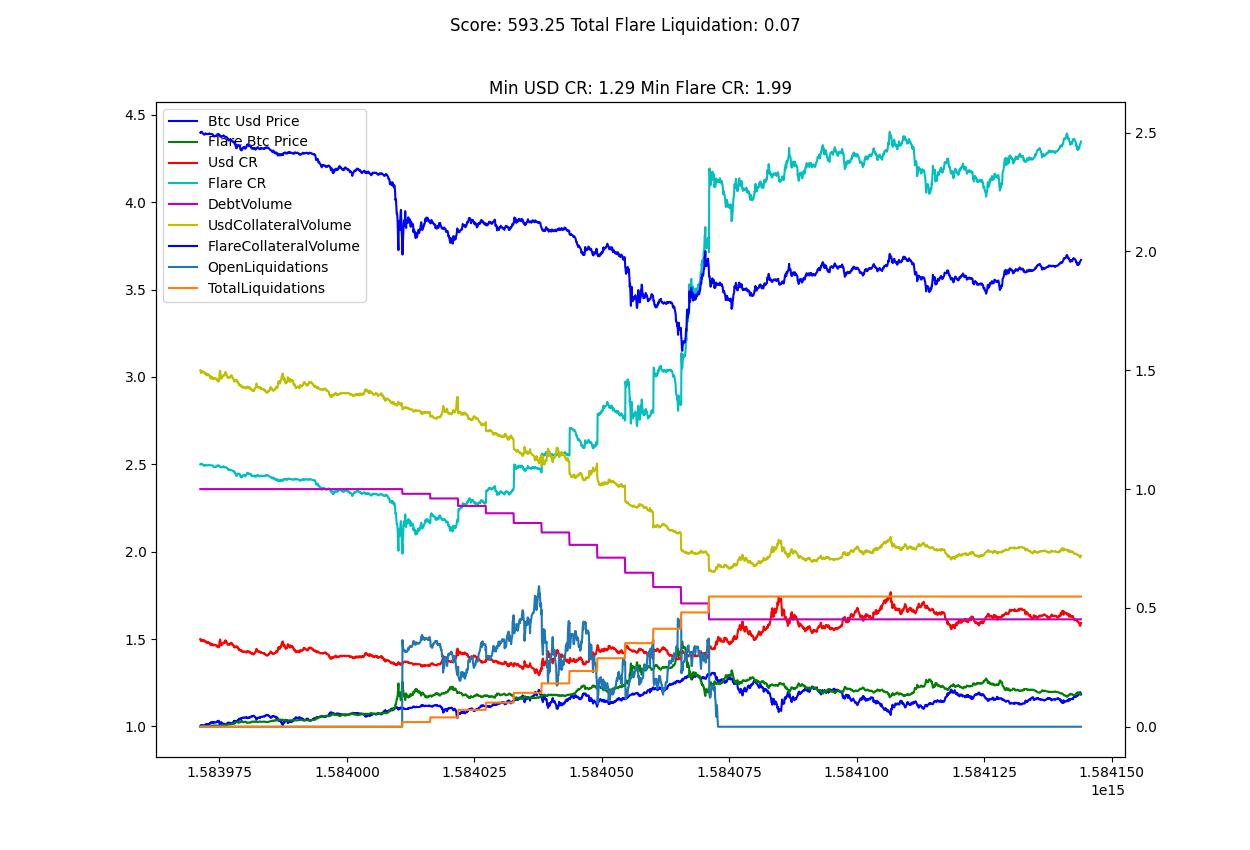 Score: 593.25 Total Flare Liquidation: 0.07
Min USD CR: 1.29 Min Flare CR: 1.99
4.5
4.0
3.5
3.0
2.5
2.0
1.5
1.0
Btc Usd Price
Flare Btc Price
Usd CR
Flare CR
DebtVolume
UsdCollateralVolume
FlareCollateralVolume
OpenLiquidations
TotalLiquidations
2.5
2.0
1.5
1.0
0.5
0.0
1.583975 1.584000 1.584025 1.584050 1.584075 1.584100 1.584125 1.584150
1e15